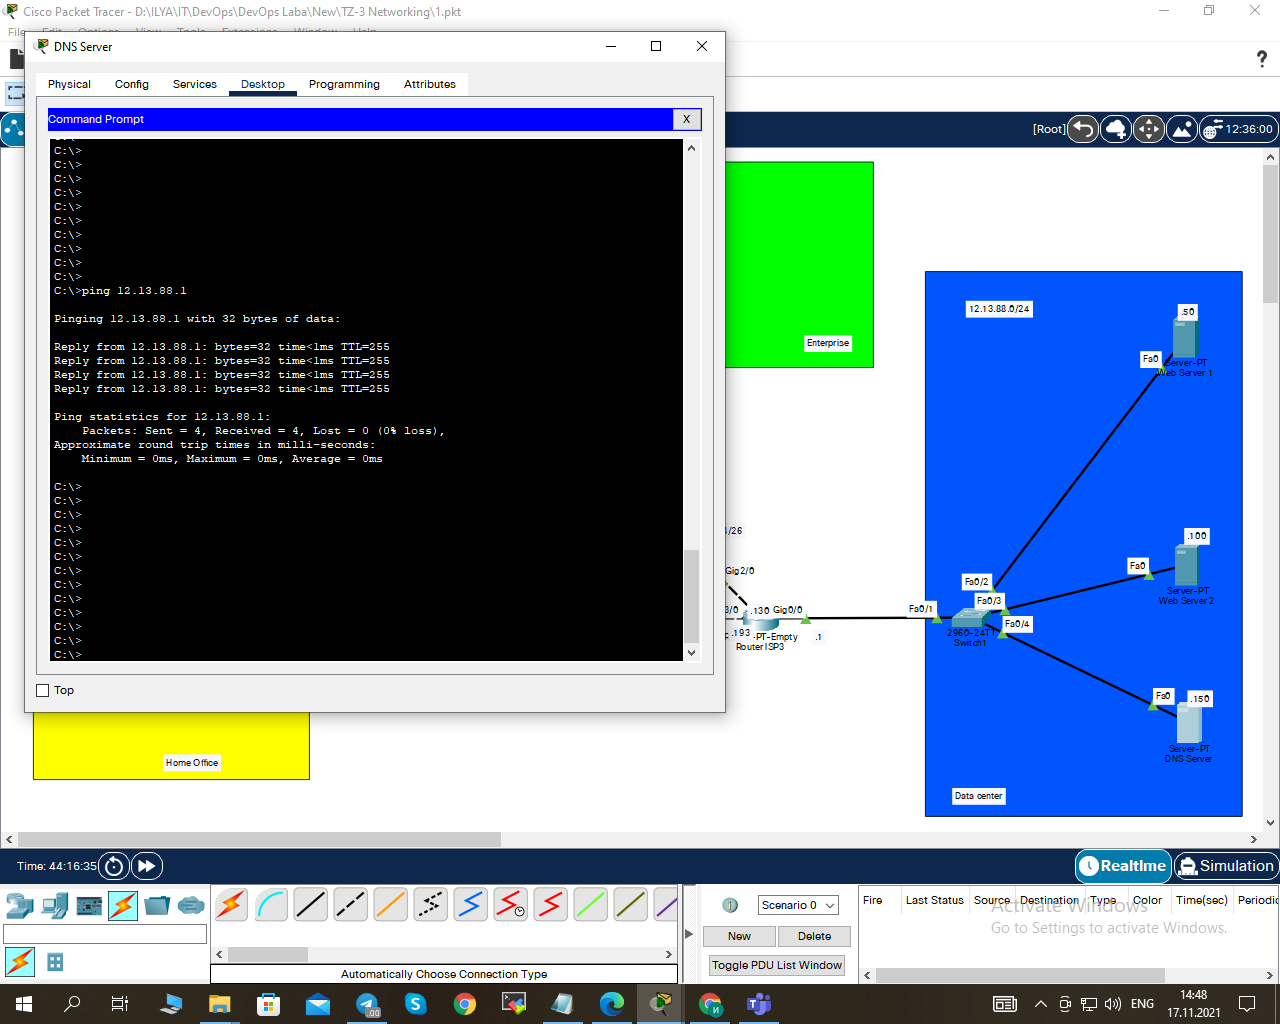 Cisco Packet Tracer - D:\ILYA\IT\DevOps\DevOps Laba\New\TZ-3 Networking\1.pkt
DNS Server
Physical Config Services Desktop Programming Attributes
Command Prompt X
[Root] 12:36:00
C:\>
C:\>
C:\>
C:\>
C:\>
C:\>
C:\>
C:\>
C:\>
C:\>
C:\>ping 12.13.88.1
Pinging 12.13.88.1 with 32 bytes of data:
Reply from 12.13.88.1: bytes=32 time<1ms TTL=255
Reply from 12.13.88.1: bytes=32 time<1ms TTL=255
Reply from 12.13.88.1: bytes=32 time<1ms TTL=255
Reply from 12.13.88.1: bytes=32 time<1ms TTL=255
Ping statistics for 12.13.88.1:
Packets: Sent = 4, Received = 4, Lost = 0 (0% loss),
Approximate round trip times in milli-seconds:
Minimum = 0ms, Maximum = 0ms, Average = 0ms
C:\>
C:\>
C:\>
C:\>
C:\>
C:\>
C:\>
C:\>
C:\>
C:\>
C:\>
C:\>
C:\>
Top
Enterprise
Home Office
/26
Gig2/0
3/0 .130 Gig0/0
.193 .PT-Empty .1
Router ISP3
12.13.88.0/24
.50
Fa0
Server-PT
Web Server 1
.100
Fa0
Server-PT
Web Server 2
Fa0/2
Fa0/3
Fa0/1
Fa0/4
2960-24TT
Switch1
Fa0 .150
Server-PT
DNS Server
Data center
Time: 44:16:35
Realtime Simulation
Scenario 0
New Delete
Toggle PDU List Window
Fire Last Status Source Destination Type Color Time(sec) Periodic
Activate Windows
Go to Settings to activate Windows.
Automatically Choose Connection Type
.00
ENG
14:48
17.11.2021